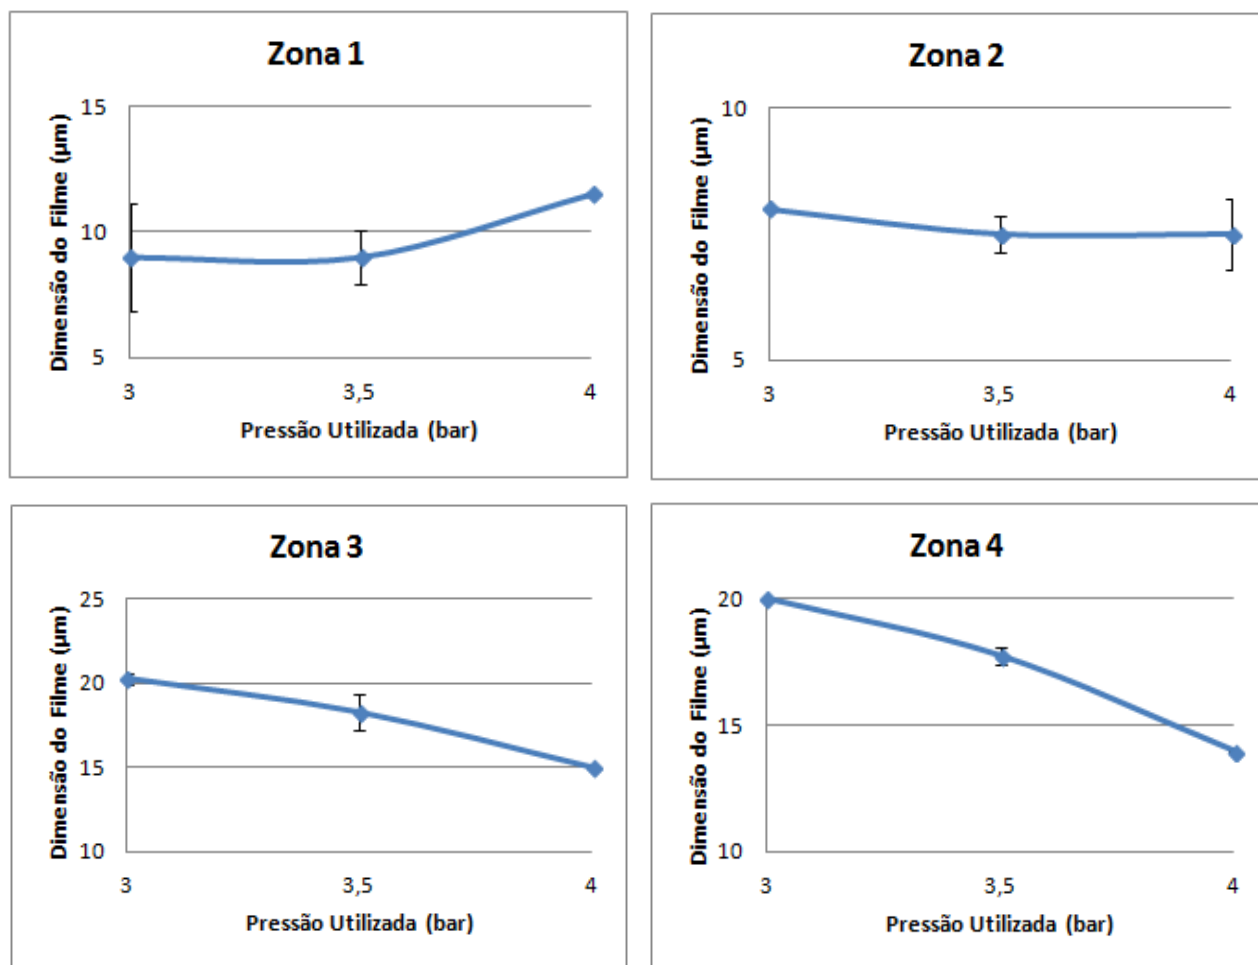 Zona 1
Dimensão do Filme (µm)
15
10
5
3
3,5
4
Pressão Utilizada (bar)
Zona 2
Dimensão do Filme (µm)
10
5
3
3,5
4
Pressão Utilizada (bar)
Zona 3
Dimensão do Filme (µm)
25
20
15
10
3
3,5
4
Pressão Utilizada (bar)
Zona 4
Dimensão do Filme (µm)
20
15
10
3
3,5
4
Pressão Utilizada (bar)